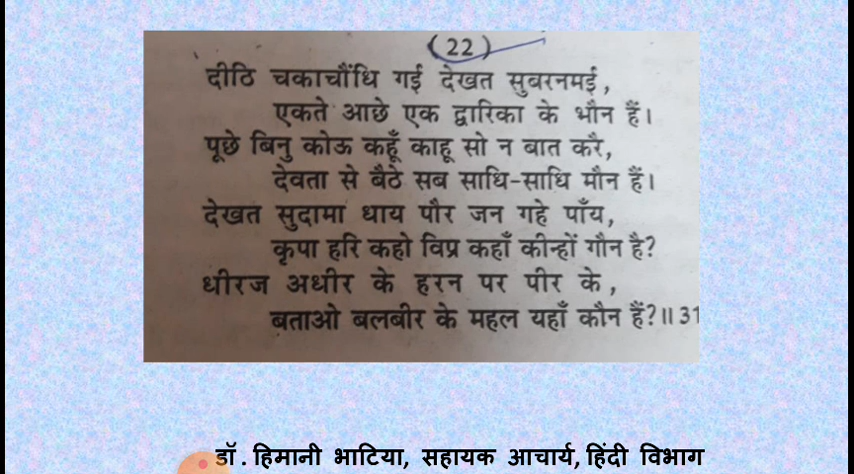 (22)
दीठि चकाचौंधि गई देखत सुबरनमई,
एकते आछे एक द्वारिका के भौन हैं।
पूछे बिनु कोऊ कहूँ काहू सो न बात करै,
देवता से बैठे सब साधि-साधि मौन हैं।
देखत सुदामा धाय पौर जन गहे पाँय,
कृपा हरि कहो विप्र कहाँ कीन्हों गौन है?
धीरज अधीर के हरन पर पीर के,
बताओ बलबीर के महल यहाँ कौन हैं?॥31
डॉ. हिमानी भाटिया, सहायक आचार्य, हिंदी विभाग